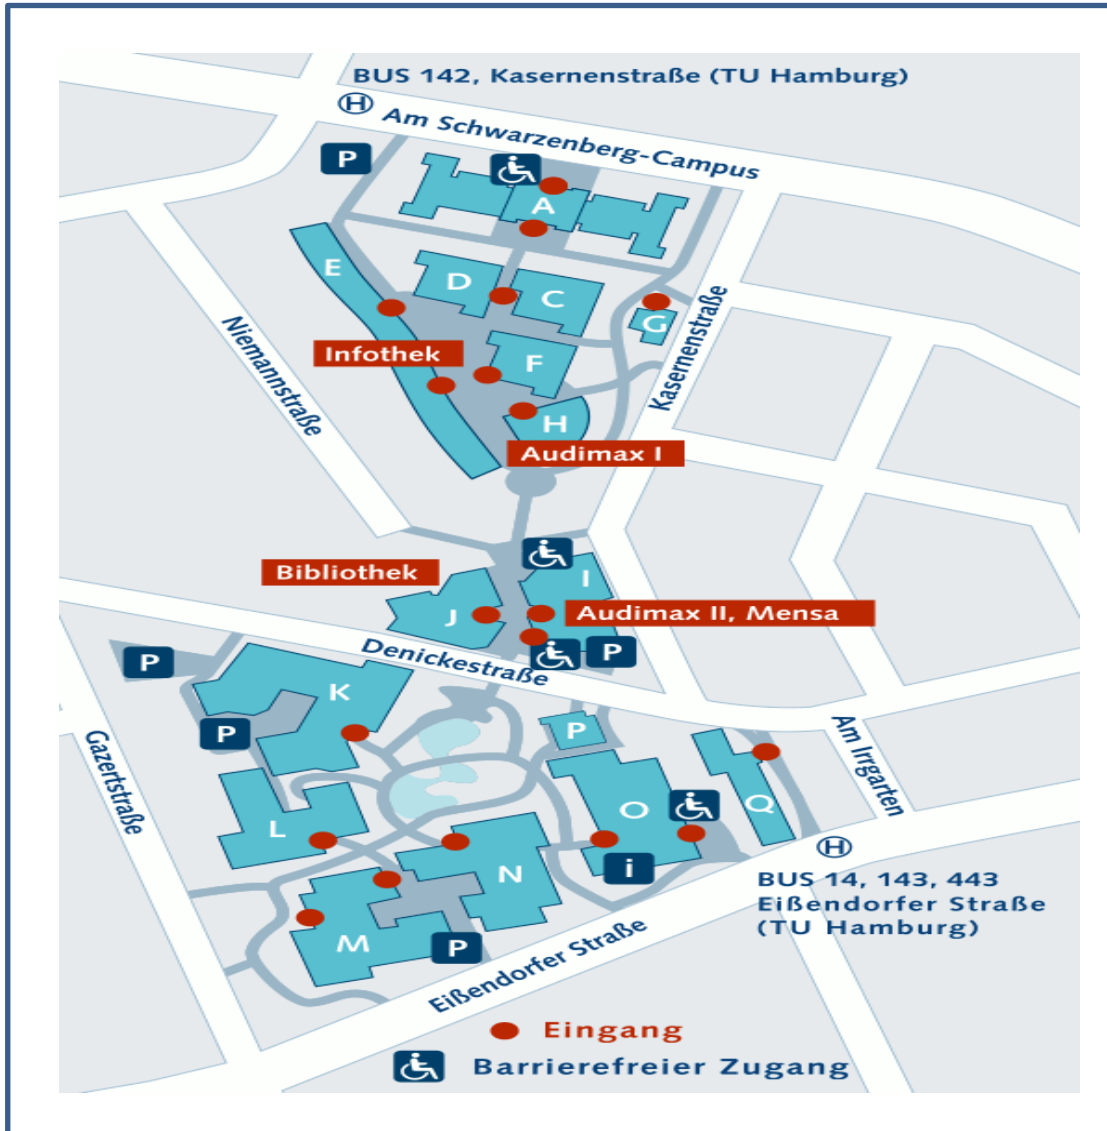 BUS 142, Kasernenstraße (TU Hamburg)
H
Am Schwarzenberg-Campus
P
A
E
D
C
G
Niemannstraße
Infothek
F
Kasernenstraße
H
Audimax I
Bibliothek
I
J
Audimax II, Mensa
P
Denickestraße
P
K
P
P
Gazertstraße
Am Irrgarten
L
O
Q
i
H
N
M
P
BUS 14, 143, 443
Eißendorfer Straße
(TU Hamburg)
Eißendorfer Straße
Eingang
Barrierefreier Zugang